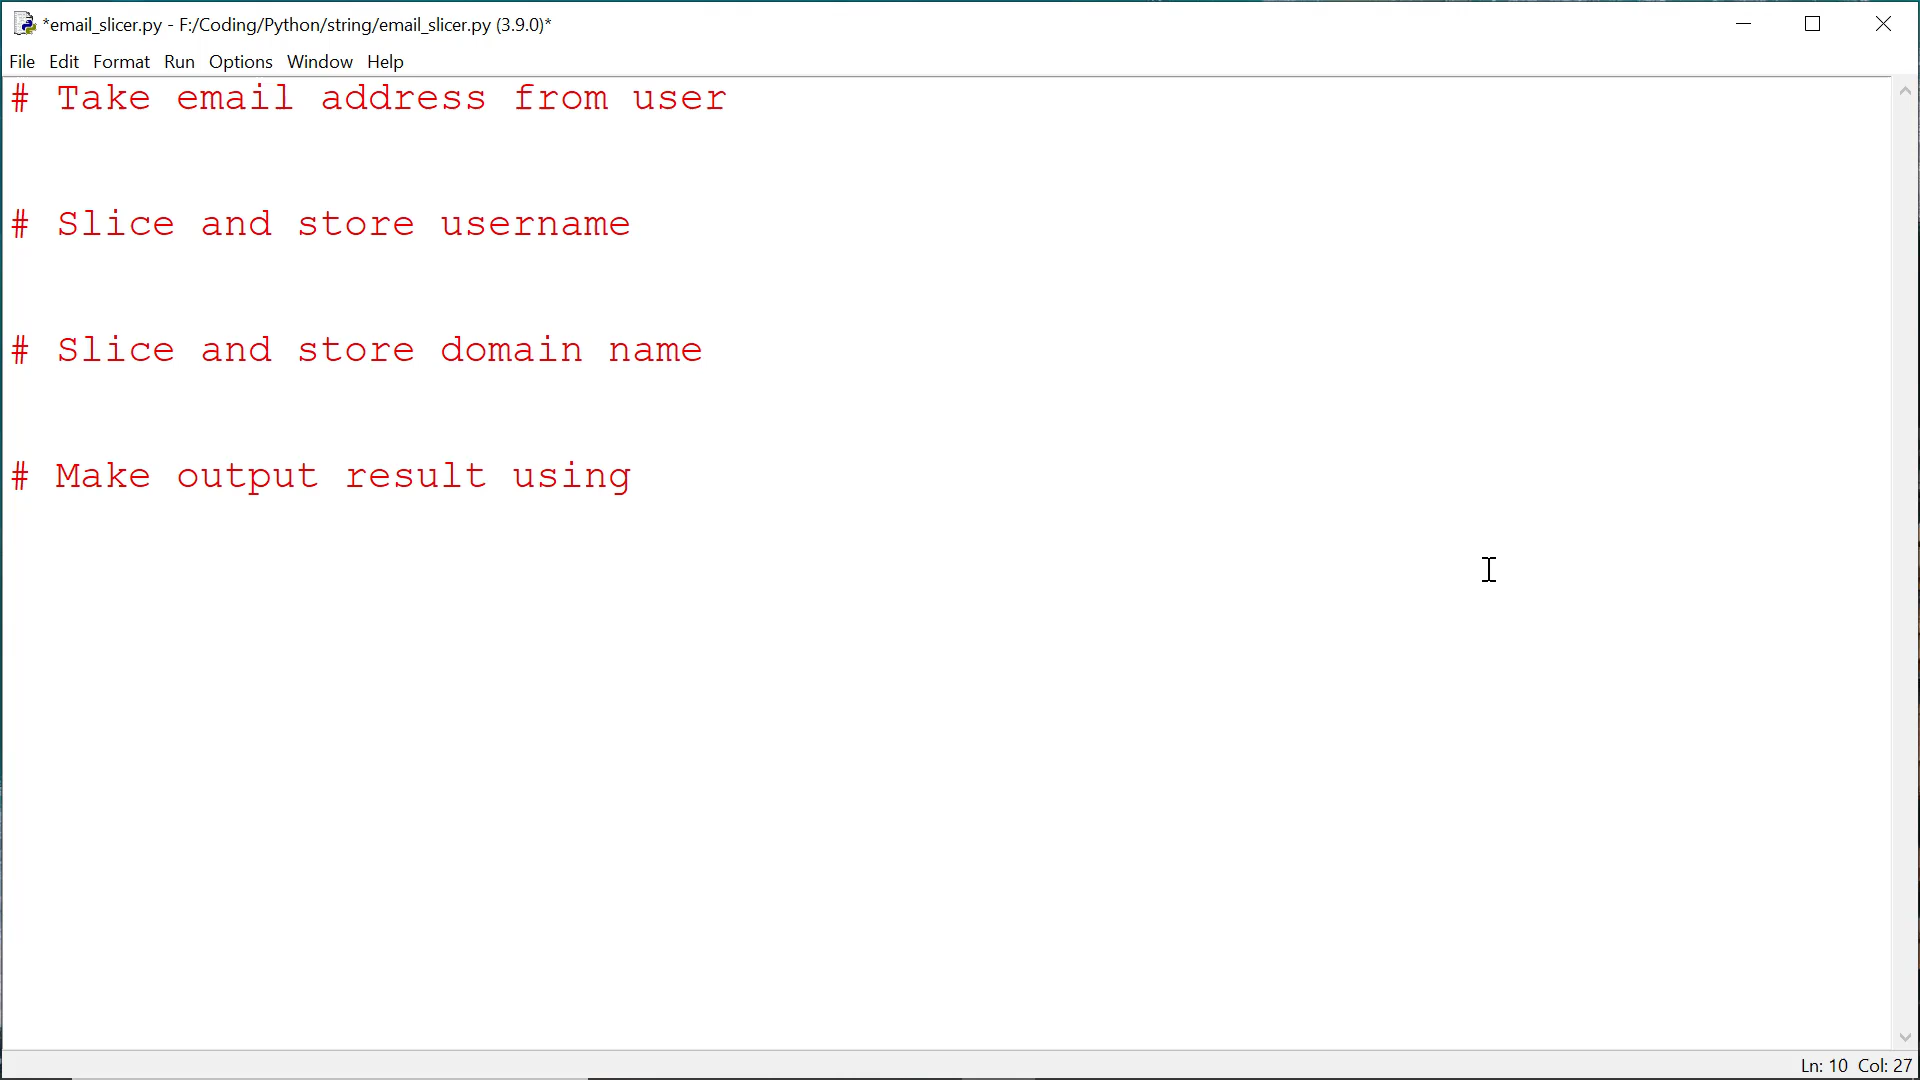 *email_slicer.py - F:/Coding/Python/string/email_slicer.py (3.9.0)*
File Edit Format Run Options Window Help
# Take email address from user
# Slice and store username
# Slice and store domain name
# Make output result using
Ln: 10 Col: 27